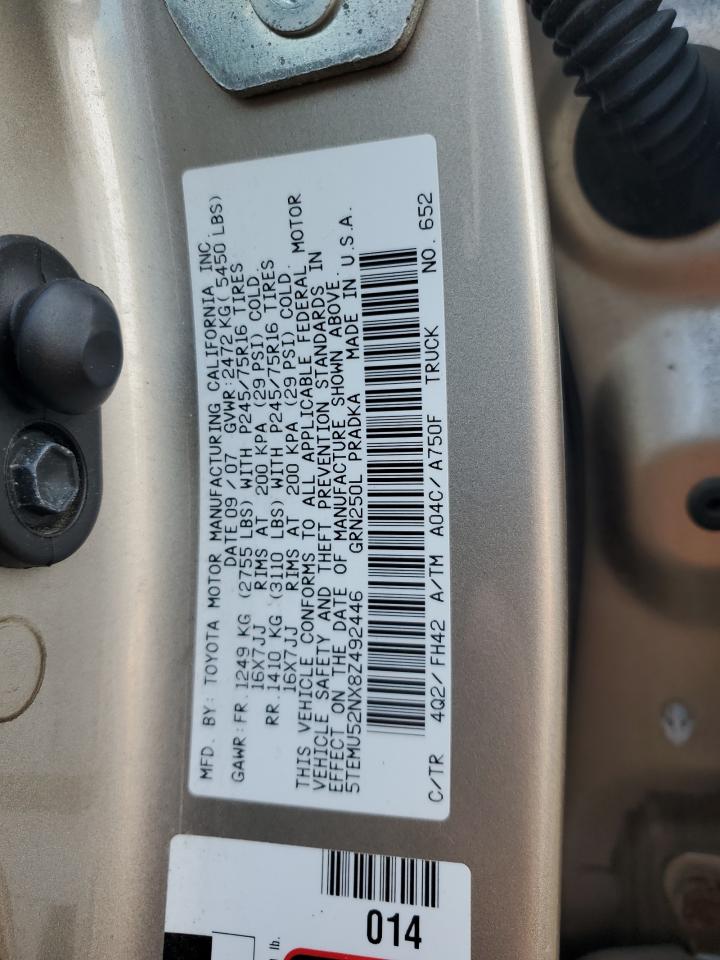 MFD. BY: TOYOTA MOTOR MANUFACTURING CALIFORNIA INC.
DATE 09/07 GVWR:2472 KG( 5450 LBS)
GAWR:FR.1249 KG (2755 LBS) WITH P245/75R16 TIRES
16X7JJ RIMS AT 200 KPA (29 PSI) COLD.
RR.1410 KG (3110 LBS) WITH P245/75R16 TIRES
16X7JJ RIMS AT 200 KPA (29 PSI) COLD.
THIS VEHICLE CONFORMS TO ALL APPLICABLE FEDERAL MOTOR
VEHICLE SAFETY AND THEFT PREVENTION STANDARDS IN
EFFECT ON THE DATE OF MANUFACTURE SHOWN ABOVE.
5TEMU52NX8Z492446 GRN250L PRADKA MADE IN U.S.A.
C/TR 4Q2/FH42 A/TM A04C/A750F TRUCK NO. 652
014
lb.